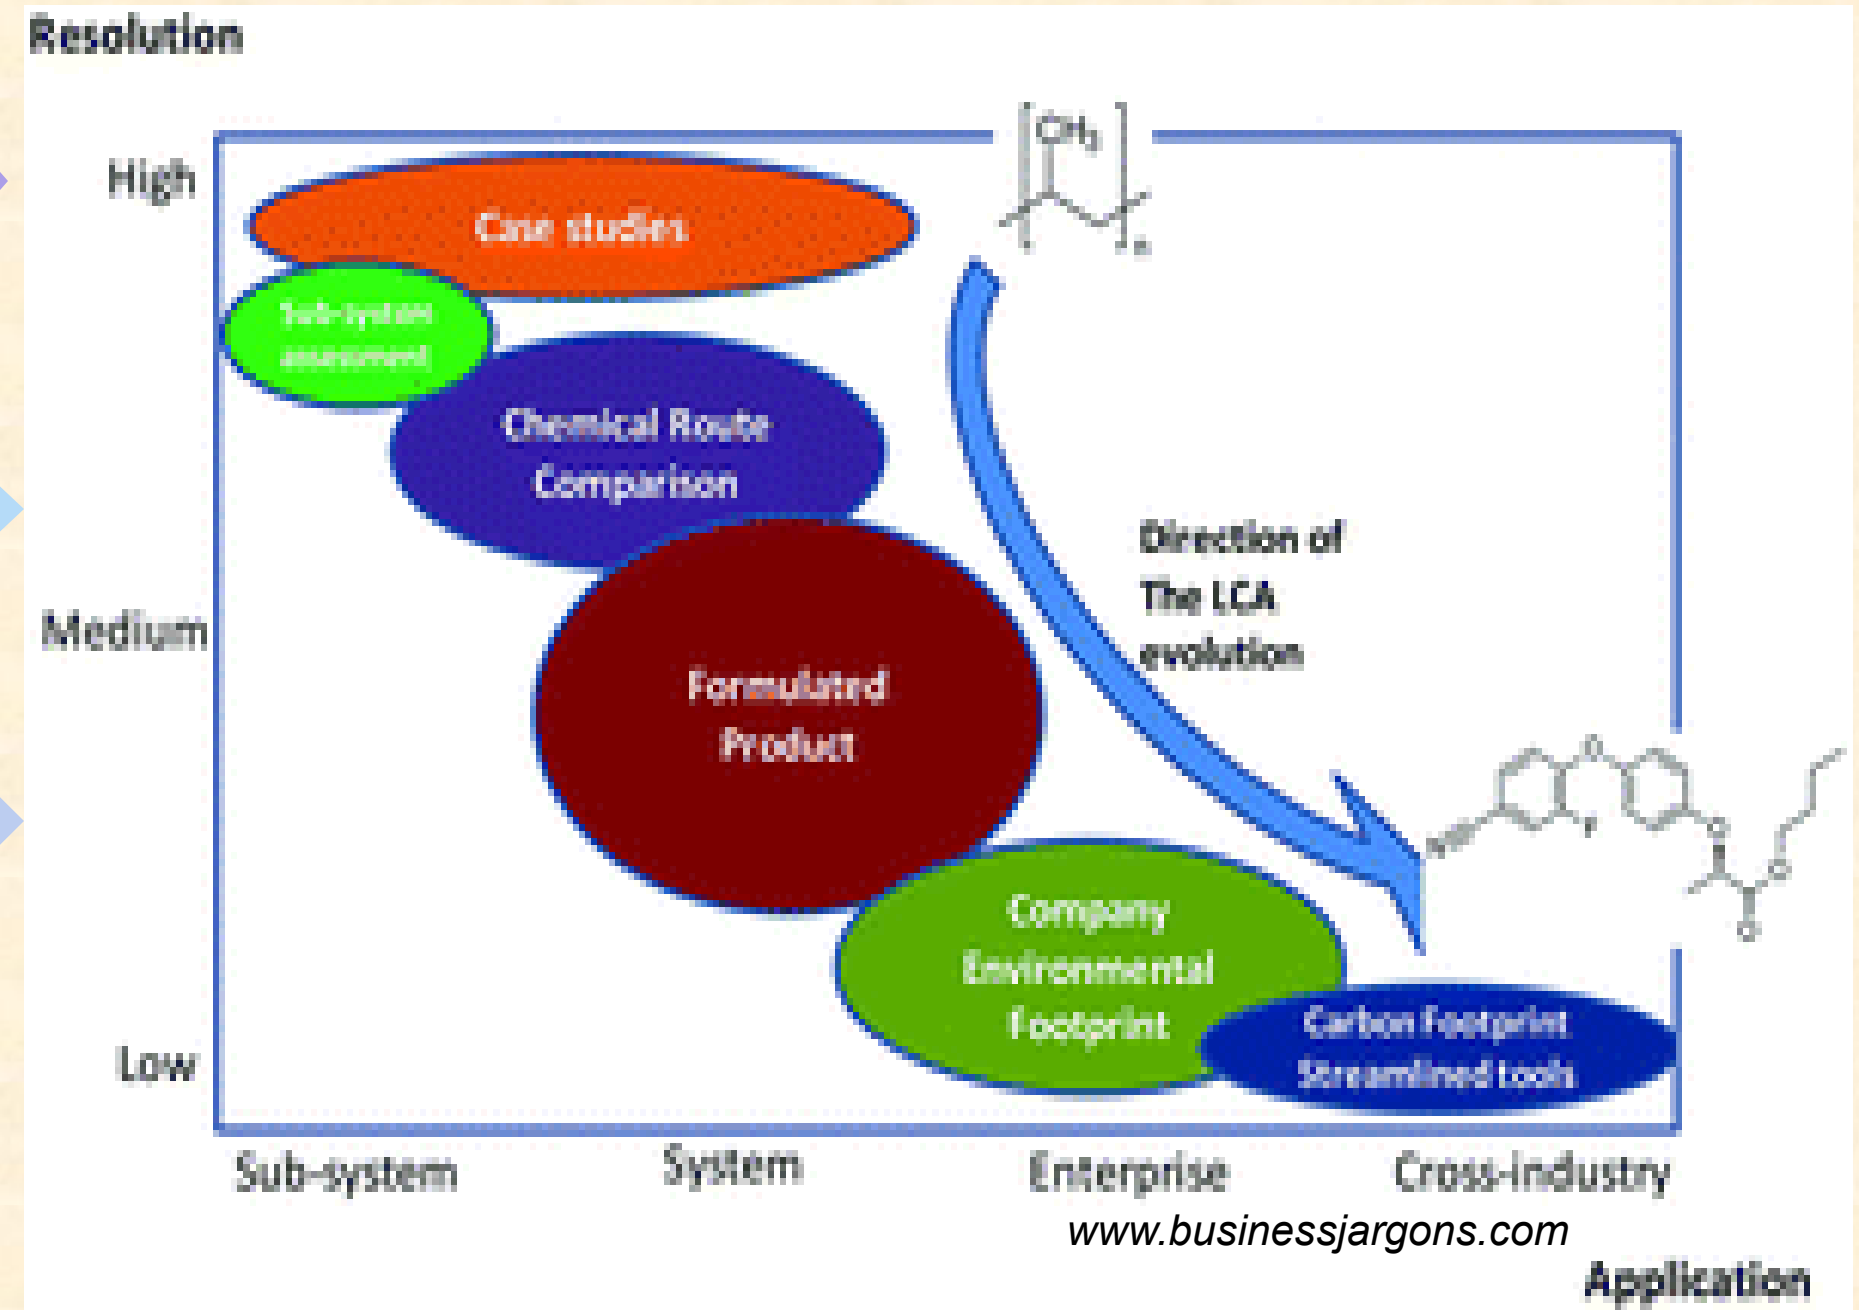 Resolution
High
CH3
n
Case studies
Sub-system
assessment
Chemical Route
Comparison
Direction of
The LCA
evolution
Medium
Formulated
Product
O
N
F
O
O
O
Company
Environmental
Footprint
Carbon Footprint
Streamlined tools
Low
Sub-system
System
Enterprise
Cross-industry
www.businessjargons.com
Application